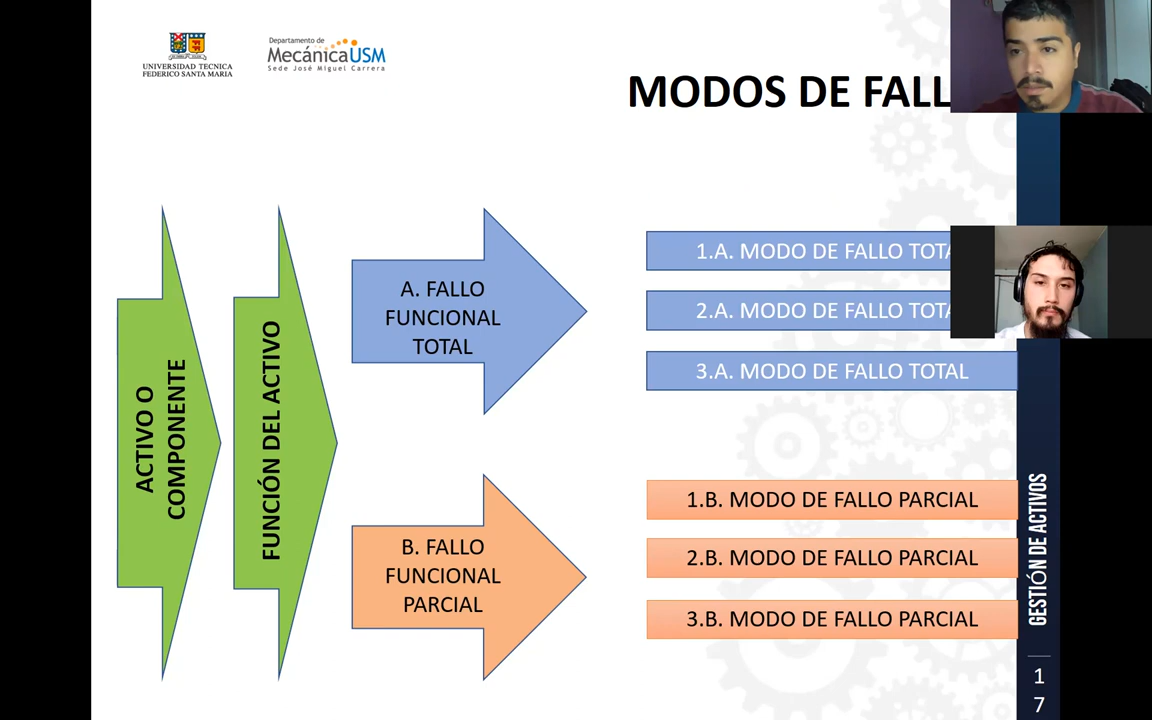 UNIVERSIDAD TECNICA
FEDERICO SANTA MARIA
Departamento de
MecánicaUSM
Sede José Miguel Carrera
MODOS DE FALL
ACTIVO O
COMPONENTE
FUNCIÓN DEL ACTIVO
A. FALLO
FUNCIONAL
TOTAL
B. FALLO
FUNCIONAL
PARCIAL
1.A. MODO DE FALLO TOTA
2.A. MODO DE FALLO TOTA
3.A. MODO DE FALLO TOTAL
1.B. MODO DE FALLO PARCIAL
2.B. MODO DE FALLO PARCIAL
3.B. MODO DE FALLO PARCIAL
GESTIÓN DE ACTIVOS
1
7